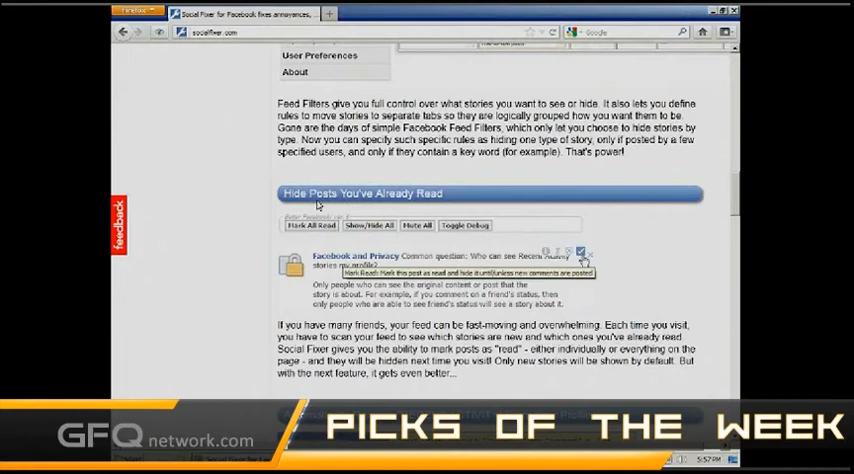 Firefox
Social Fixer for Facebook fixes annoyances, ...
socialfixer.com
Google
User Preferences
About
Feed Filters give you full control over what stories you want to see or hide. It also lets you define
rules to move stories to separate tabs so they are logically grouped how you want them to be.
Gone are the days of simple Facebook Feed Filters, which only let you choose to hide stories by
type. Now you can specify such specific rules as hiding one type of story, only if posted by a few
specified users, and only if they contain a key word (for example). That's power!
feedback
Hide Posts You've Already Read
Mark All Read Show/Hide All Mute All Toggle Debug
Facebook and Privacy Common question: Who can see Recent Activity
stories my profile?
Mark Read: Mark this post as read and hide it until/unless new comments are posted
Only people who can see the original content or post that the
story is about. For example, if you comment on a friend's status, then
only people who are able to see friend's status will see a story about it.
If you have many friends, your feed can be fast-moving and overwhelming. Each time you visit,
you have to scan your feed to see which stories are new and which ones you've already read
Social Fixer gives you the ability to mark posts as "read" - either individually or everything on the
page - and they will be hidden next time you visit! Only new stories will be shown by default. But
with the next feature, it gets even better...
GFQ network.com
PICKS OF THE WEEK
5:57 PM